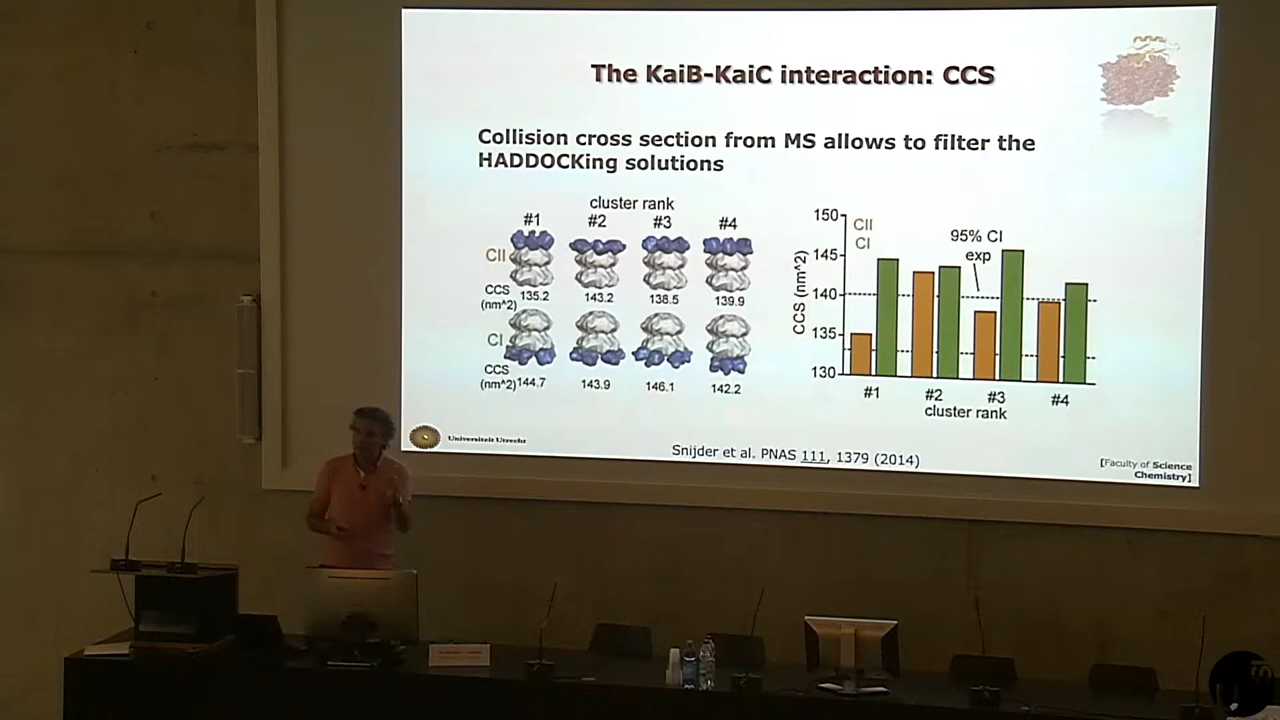 The KaiB-KaiC interaction: CCS
Collision cross section from MS allows to filter the
HADDOCKing solutions
cluster rank
#1 #2 #3 #4
CII
CCS
(nm^2)
135.2 143.2 138.5 139.9
CI
CCS
(nm^2)
144.7 143.9 146.1 142.2
CCS (nm^2)
150
145
140
135
130
CII
CI
95% CI
exp
#1 #2 #3 #4
cluster rank
Universiteit Utrecht
Snijder et al. PNAS 111, 1379 (2014)
[Faculty of Science
Chemistry]